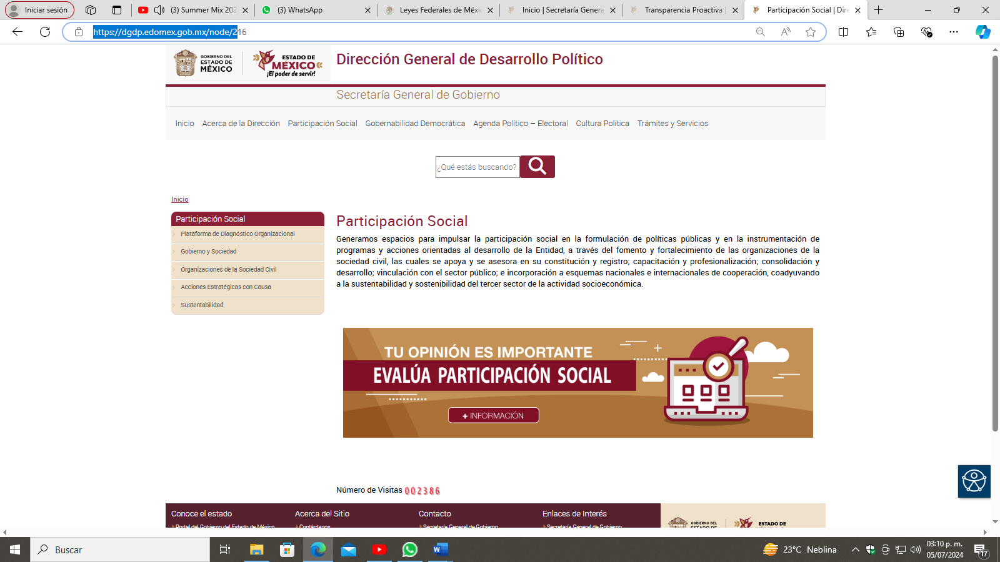 Iniciar sesión
(3) Summer Mix 202
(3) WhatsApp
Leyes Federales de Méxi
Inicio | Secretaría Genera
Transparencia Proactiva |
Participación Social | Dire
https://dgdp.edomex.gob.mx/node/216
GOBIERNO DEL
ESTADO DE
MÉXICO
ESTADO DE
MÉXICO
¡El poder de servir!
Dirección General de Desarrollo Político
Secretaría General de Gobierno
Inicio Acerca de la Dirección Participación Social Gobernabilidad Democrática Agenda Político – Electoral Cultura Política Trámites y Servicios
¿Qué estás buscando?
Inicio
Participación Social
Plataforma de Diagnóstico Organizacional
Gobierno y Sociedad
Organizaciones de la Sociedad Civil
Acciones Estratégicas con Causa
Sustentabilidad
Participación Social
Generamos espacios para impulsar la participación social en la formulación de políticas públicas y en la instrumentación de
programas y acciones orientadas al desarrollo de la Entidad, a través del fomento y fortalecimiento de las organizaciones de la
sociedad civil, las cuales se apoya y se asesora en su constitución y registro; capacitación y profesionalización; consolidación y
desarrollo; vinculación con el sector público; e incorporación a esquemas nacionales e internacionales de cooperación, coadyuvando
a la sustentabilidad y sostenibilidad del tercer sector de la actividad socioeconómica.
TU OPINIÓN ES IMPORTANTE
EVALÚA PARTICIPACIÓN SOCIAL
+ INFORMACIÓN
Número de Visitas 002386
Conoce el estado
Acerca del Sitio
Contacto
Enlaces de Interés
Portal del Gobierno del Estado de México
Contáctanos
Secretaría General de Gobierno
Secretaría General de Gobierno
GOBIERNO DEL
ESTADO DE
ESTADO DE
Buscar
23°C Neblina
03:10 p. m.
05/07/2024
17